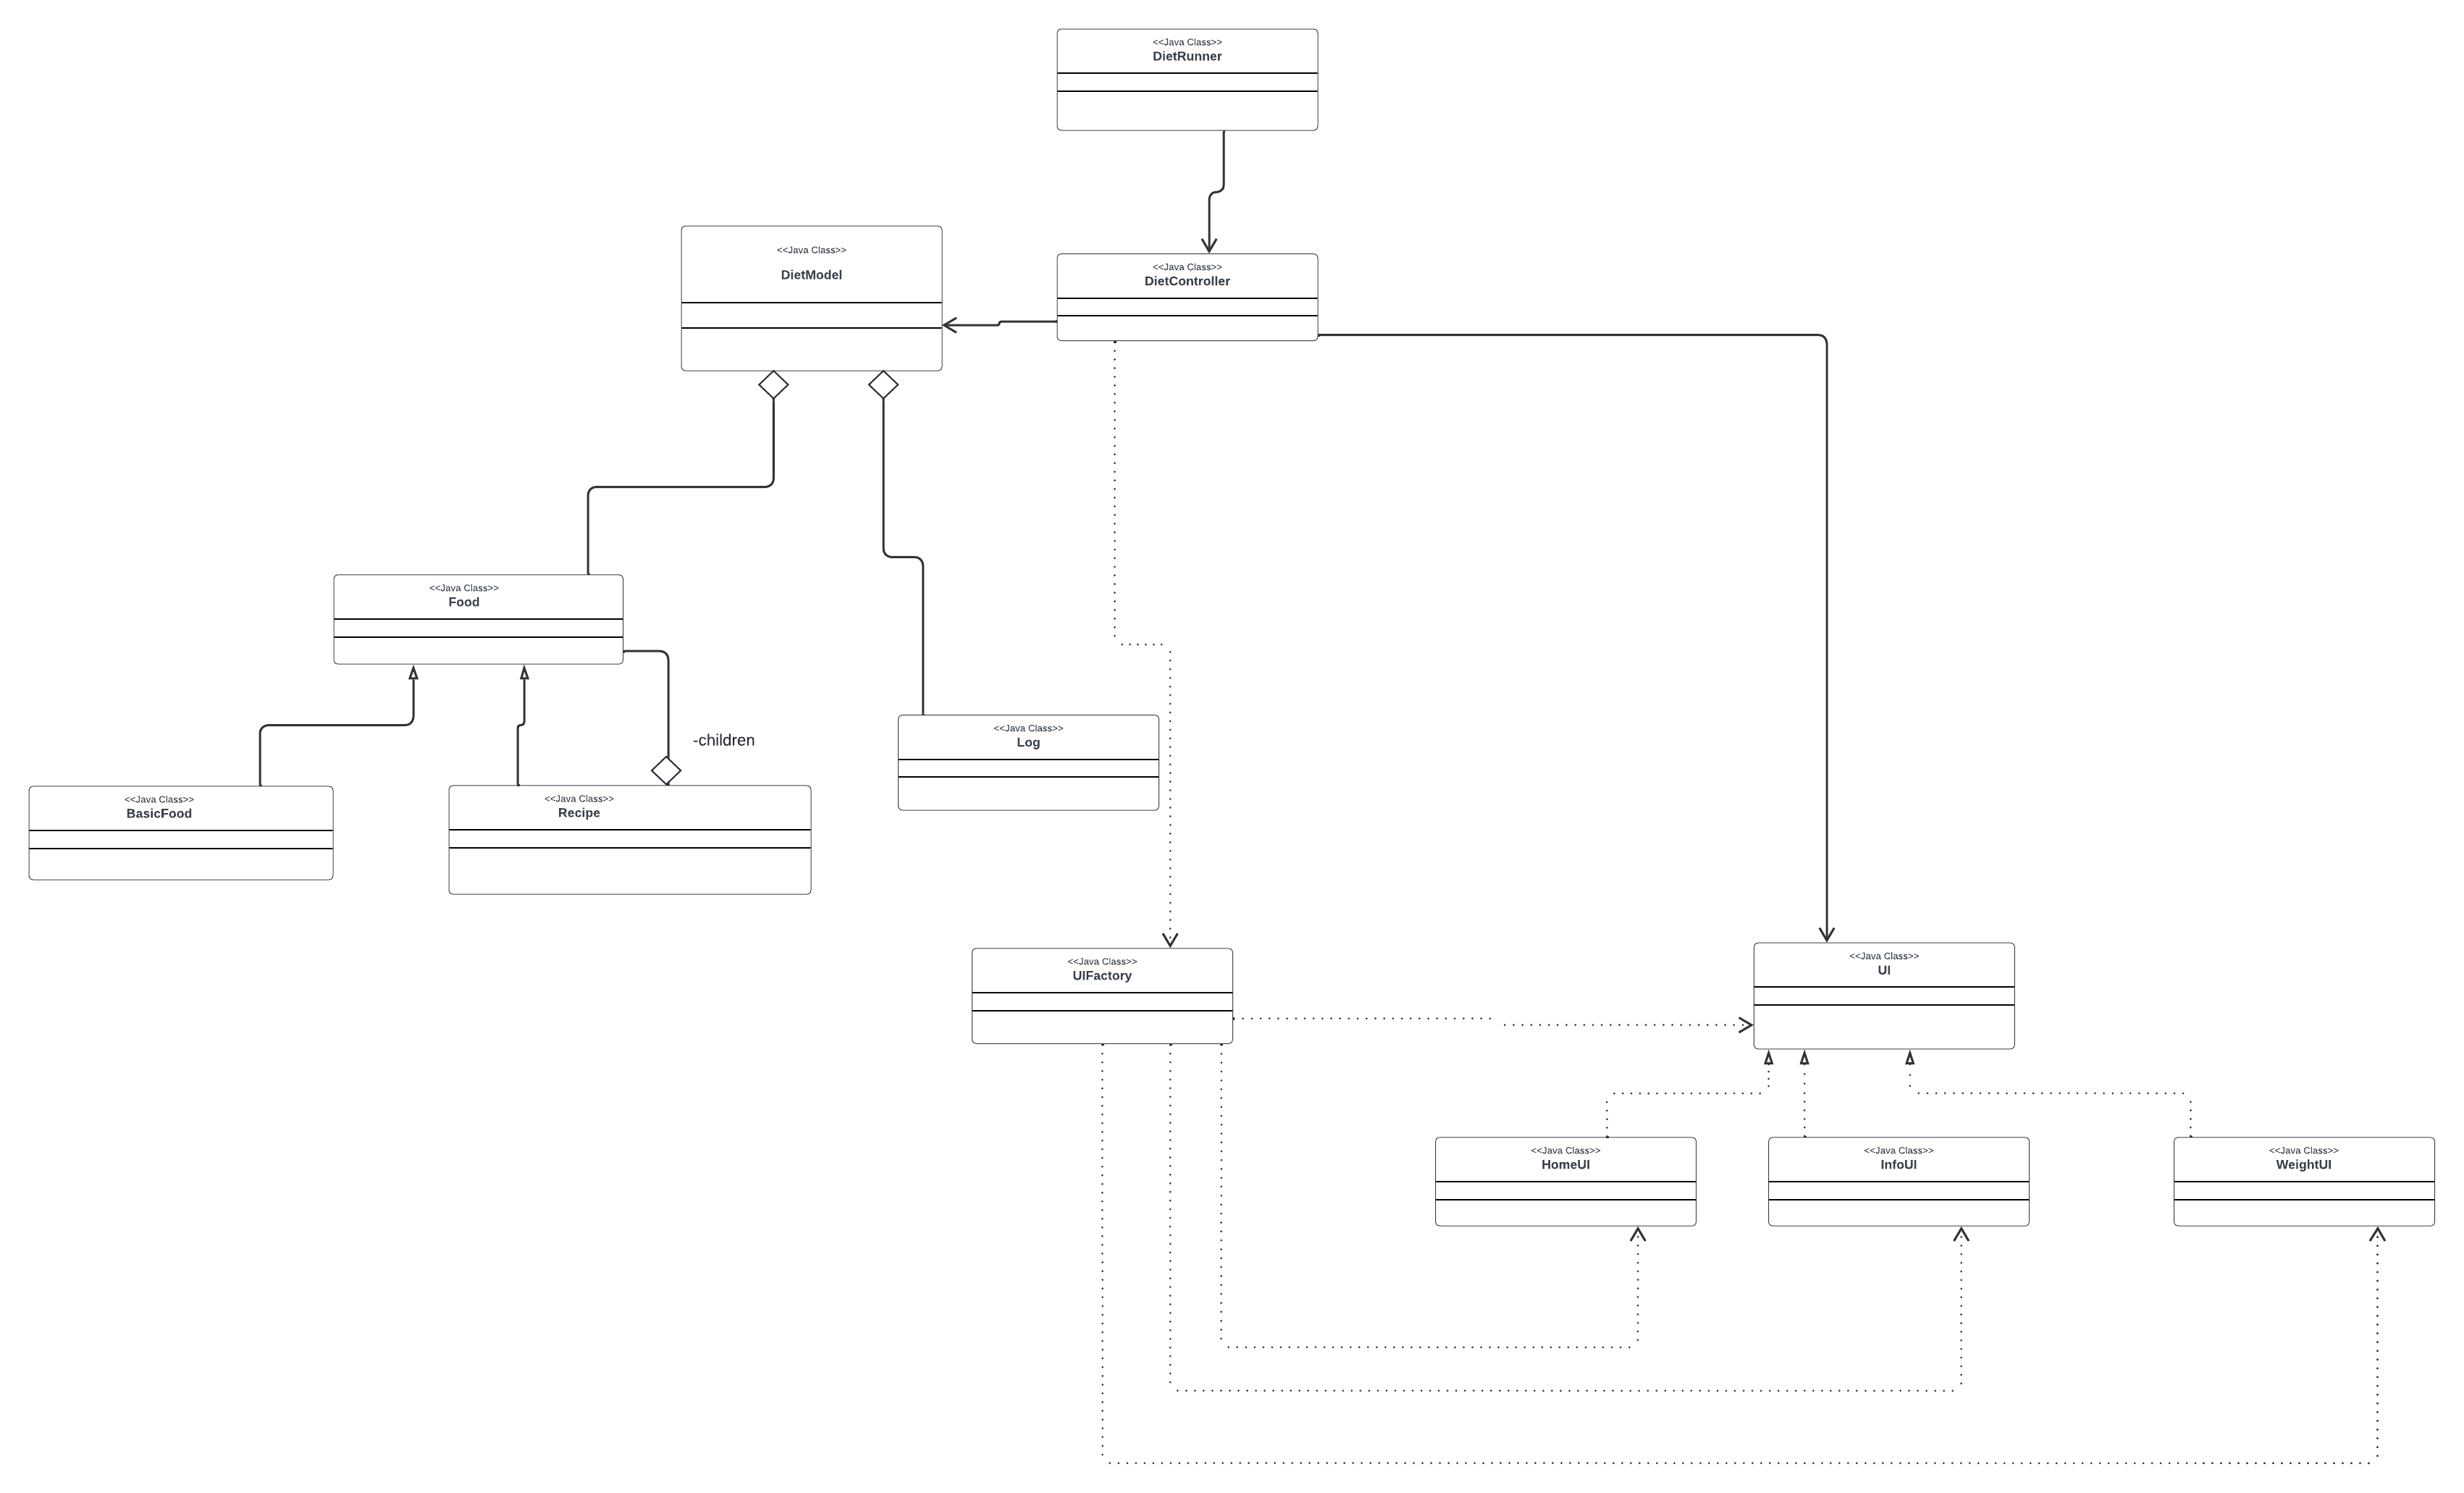 <<Java Class>>
DietRunner
<<Java Class>>
DietModel
<<Java Class>>
DietController
<<Java Class>>
Food
-children
<<Java Class>>
Log
<<Java Class>>
BasicFood
<<Java Class>>
Recipe
<<Java Class>>
UIFactory
<<Java Class>>
UI
<<Java Class>>
HomeUI
<<Java Class>>
InfoUI
<<Java Class>>
WeightUI